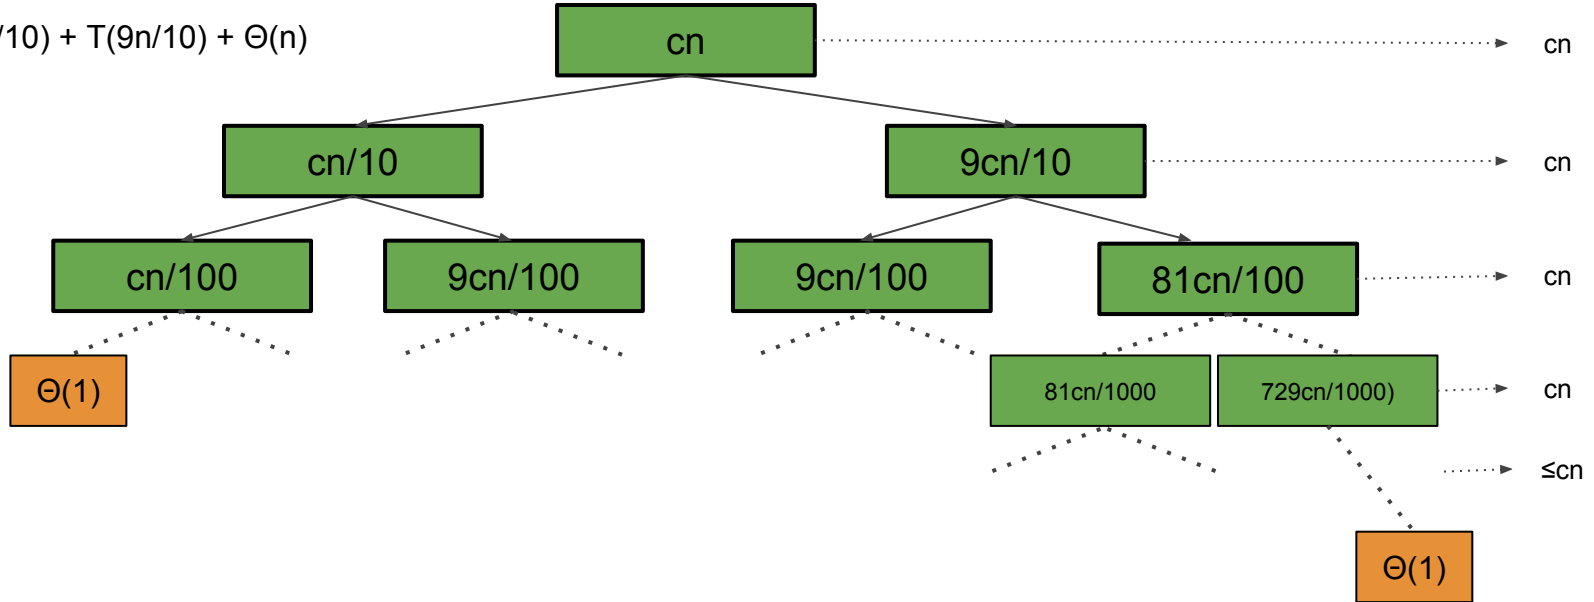 /10) + T(9n/10) + Θ(n)
cn
cn
cn/10
9cn/10
cn
cn/100
9cn/100
9cn/100
81cn/100
cn
Θ(1)
81cn/1000
729cn/1000)
cn
≤cn
Θ(1)